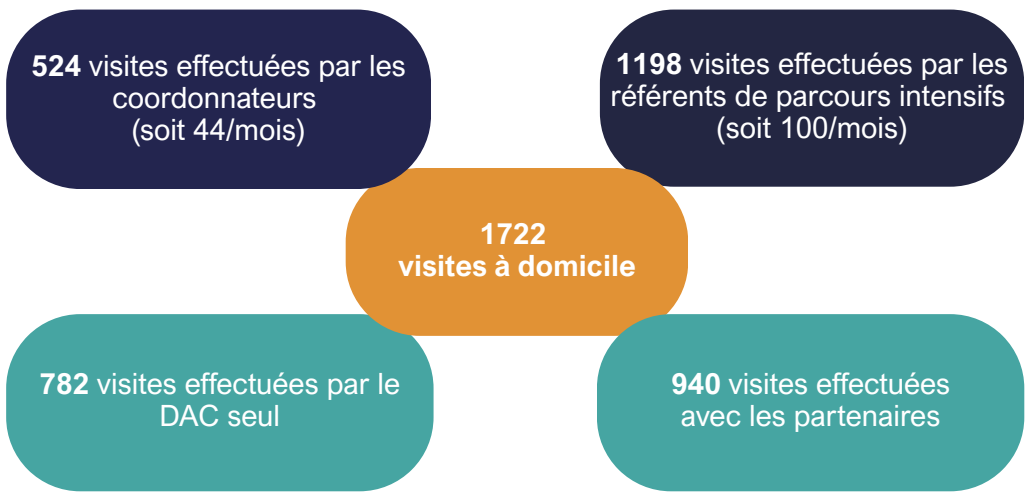 524 visites effectuées par les
coordonnateurs
(soit 44/mois)
1198 visites effectuées par les
référents de parcours intensifs
(soit 100/mois)
1722
visites à domicile
782 visites effectuées par le
DAC seul
940 visites effectuées
avec les partenaires